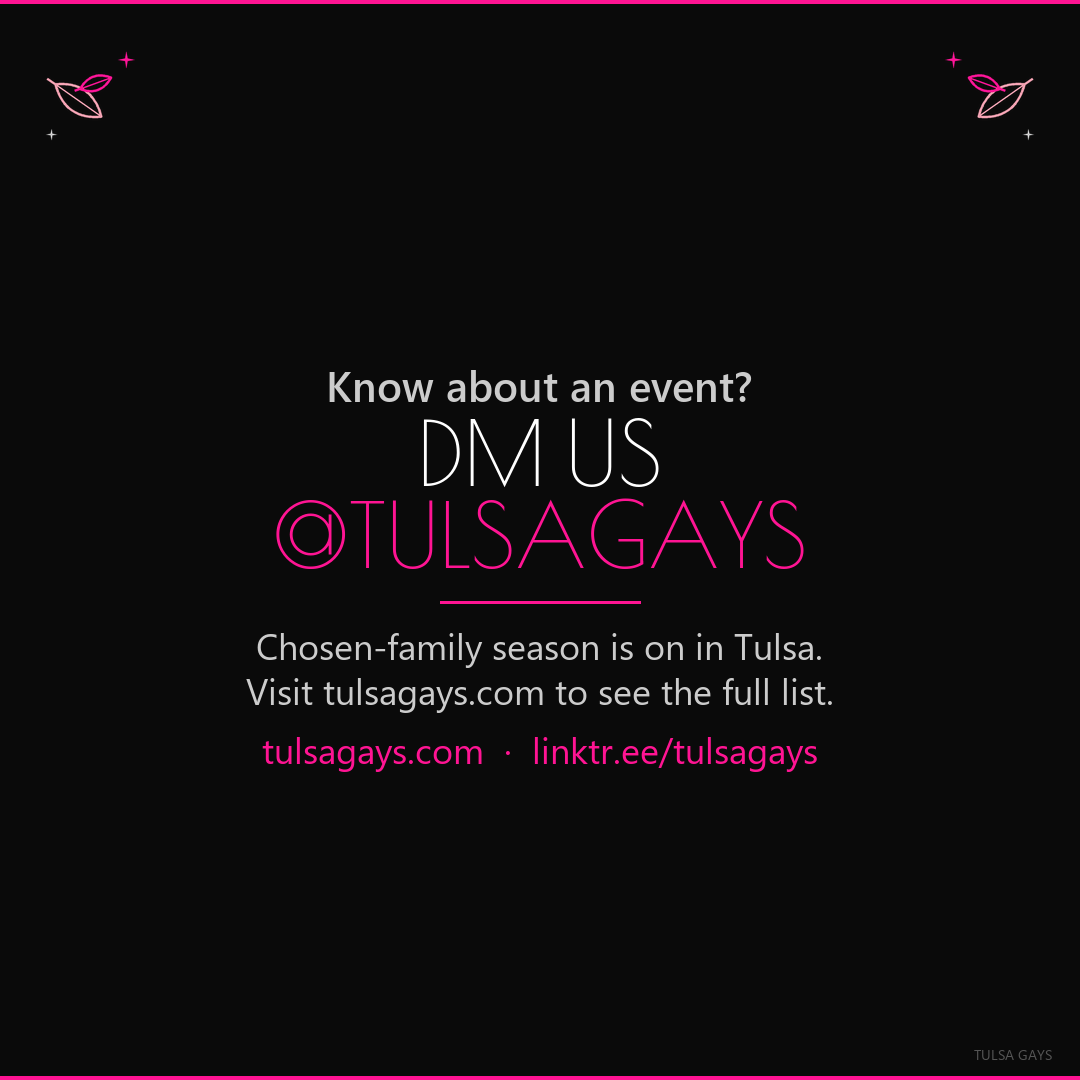 Know about an event?
DM US
@TULSAGAYS
Chosen-family season is on in Tulsa.
Visit tulsagays.com to see the full list.
tulsagays.com · linktr.ee/tulsagays
TULSA GAYS